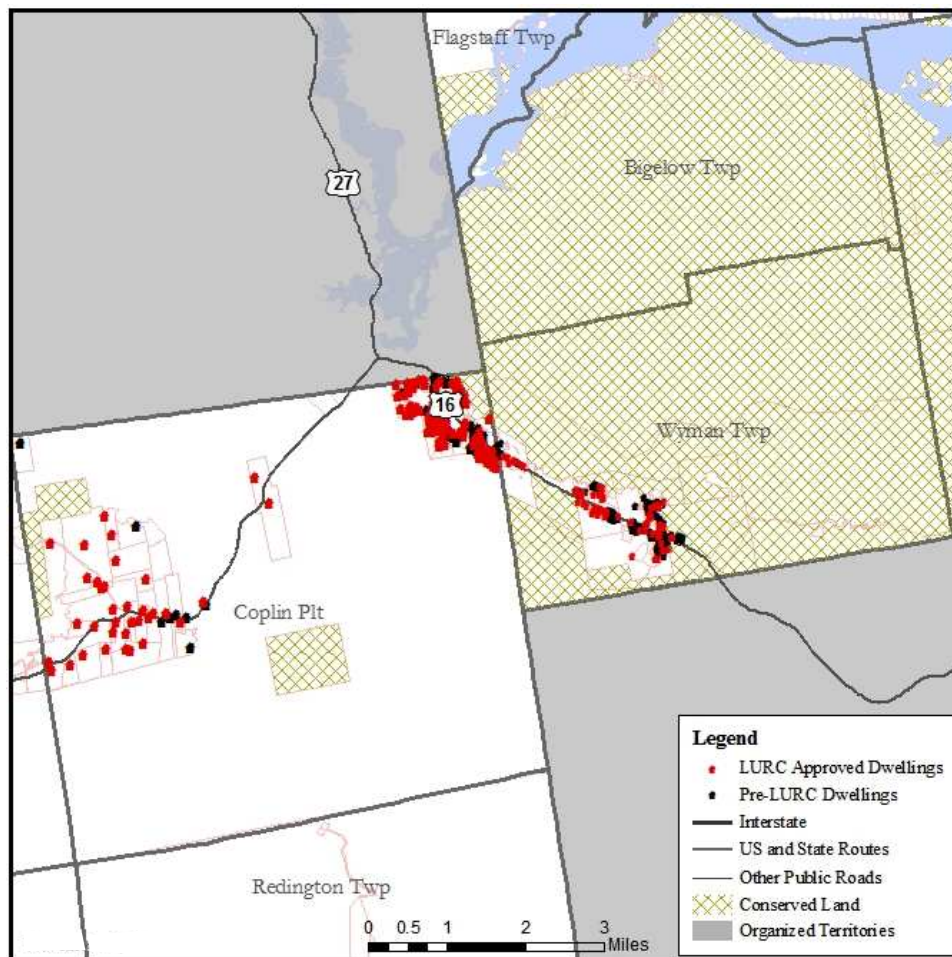 Flagstaff Twp
Bigelow Twp
27
16
Wyman Twp
Coplin Plt
Redington Twp
Legend
LURC Approved Dwellings
Pre-LURC Dwellings
Interstate
US and State Routes
Other Public Roads
Conserved Land
Organized Territories
0 0.5 1 2 3
Miles